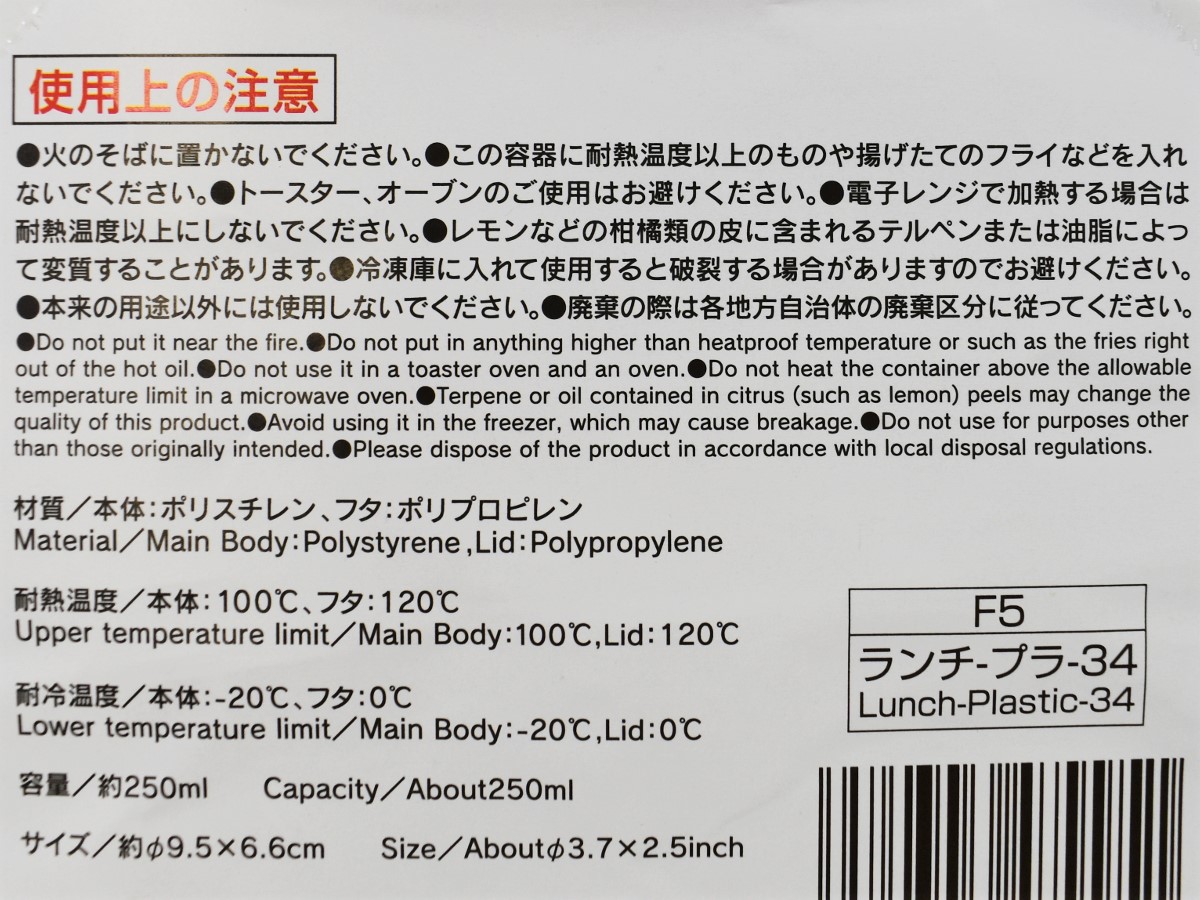 使用上の注意
●火のそばに置かないでください。●この容器に耐熱温度以上のものや揚げたてのフライなどを入れ
ないでください。●トースター、オーブンのご使用はお避けください。●電子レンジで加熱する場合は
耐熱温度以上にしないでください。●レモンなどの柑橘類の皮に含まれるテルペンまたは油脂によっ
て変質することがあります。●冷凍庫に入れて使用すると破裂する場合がありますのでお避けください。
●本来の用途以外には使用しないでください。●廃棄の際は各地方自治体の廃棄区分に従ってください。
●Do not put it near the fire.●Do not put in anything higher than heatproof temperature or such as the fries right
out of the hot oil.●Do not use it in a toaster oven and an oven.●Do not heat the container above the allowable
temperature limit in a microwave oven.●Terpene or oil contained in citrus (such as lemon) peels may change the
quality of this product.●Avoid using it in the freezer, which may cause breakage.●Do not use for purposes other
than those originally intended.●Please dispose of the product in accordance with local disposal regulations.
材質／本体：ポリスチレン、フタ：ポリプロピレン
Material／Main Body：Polystyrene,Lid：Polypropylene
耐熱温度／本体：100℃、フタ：120℃
Upper temperature limit／Main Body：100℃,Lid：120℃
耐冷温度／本体：-20℃、フタ：0℃
Lower temperature limit／Main Body：-20℃,Lid：0℃
F5
ランチ-プラ-34
Lunch-Plastic-34
容量／約250ml Capacity／About250ml
サイズ／約φ9.5×6.6cm Size／Aboutφ3.7×2.5inch